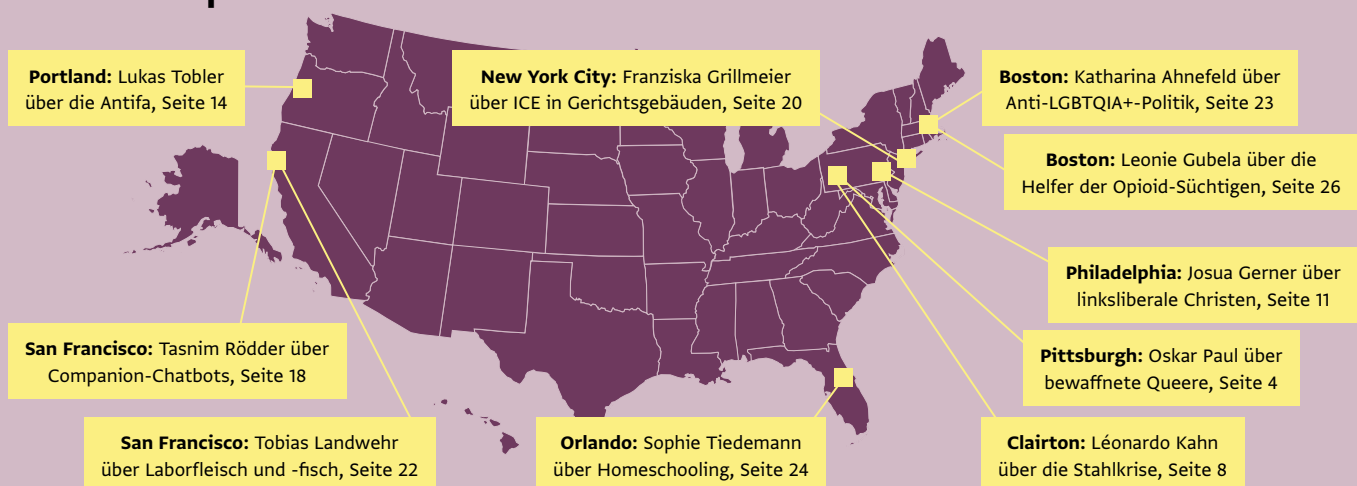 Portland: Lukas Tobler
über die Antifa, Seite 14
New York City: Franziska Grillmeier
über ICE in Gerichtsgebäuden, Seite 20
Boston: Katharina Ahnefeld über
Anti-LGBTQIA+-Politik, Seite 23
Boston: Leonie Gubela über die
Helfer der Opioid-Süchtigen, Seite 26
Philadelphia: Josua Gerner über
linksliberale Christen, Seite 11
San Francisco: Tasnim Rödder über
Companion-Chatbots, Seite 18
Pittsburgh: Oskar Paul über
bewaffnete Queere, Seite 4
San Francisco: Tobias Landwehr
über Laborfleisch und -fisch, Seite 22
Orlando: Sophie Tiedemann
über Homeschooling, Seite 24
Clairton: Léonardo Kahn
über die Stahlkrise, Seite 8